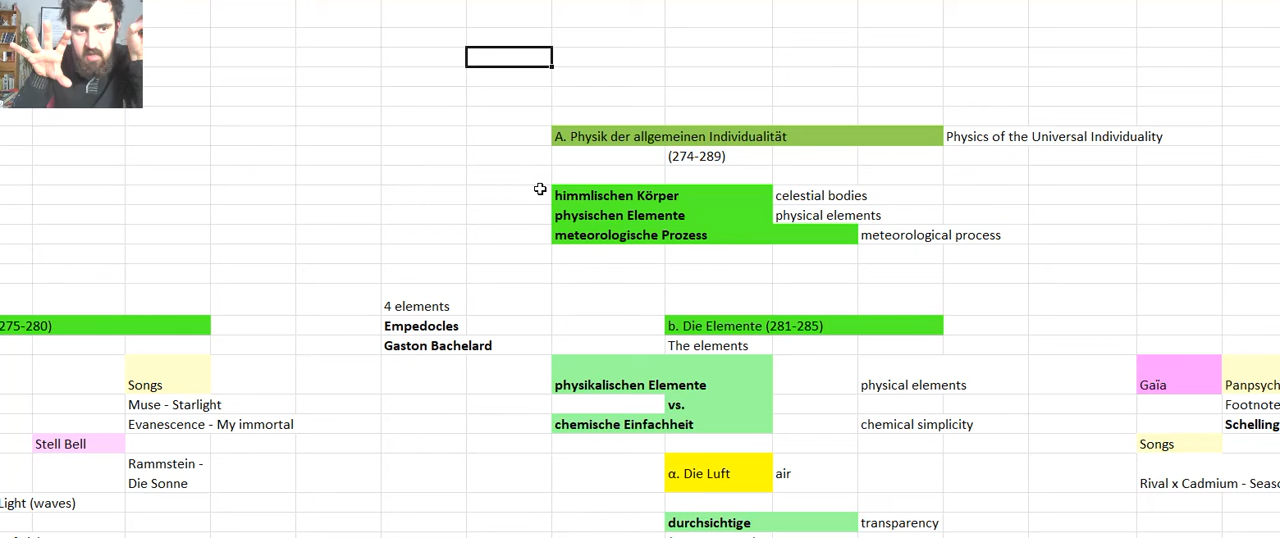 A. Physik der allgemeinen Individualität Physics of the Universal Individuality
(274-289)
himmlischen Körper celestial bodies
physischen Elemente physical elements
meteorologische Prozess meteorological process
4 elements
275-280) Empedocles b. Die Elemente (281-285)
Gaston Bachelard The elements
Songs physikalischen Elemente physical elements Gaïa Panpsych
Muse - Starlight vs. Footnote
Evanescence - My immortal chemische Einfachheit chemical simplicity Schelling
Stell Bell Songs
Rammstein -
Die Sonne α. Die Luft air Rival x Cadmium - Seas
Light (waves)
durchsichtige transparency